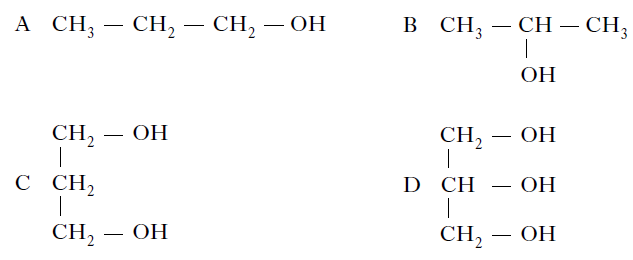 A CH₃ — CH₂ — CH₂ — OH
B CH₃ — CH — CH₃
OH
C CH₂ — OH
CH₂
CH₂ — OH
D CH₂ — OH
CH — OH
CH₂ — OH